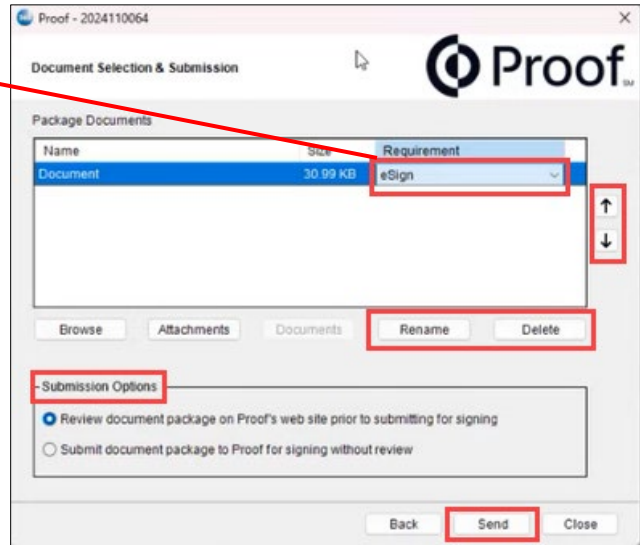 Proof - 2024110064
Document Selection & Submission
Proof
SM
Package Documents
Name Size Requirement
Document 30.99 KB eSign
Browse Attachments Documents Rename Delete
Submission Options
Review document package on Proof's web site prior to submitting for signing
Submit document package to Proof for signing without review
Back Send Close